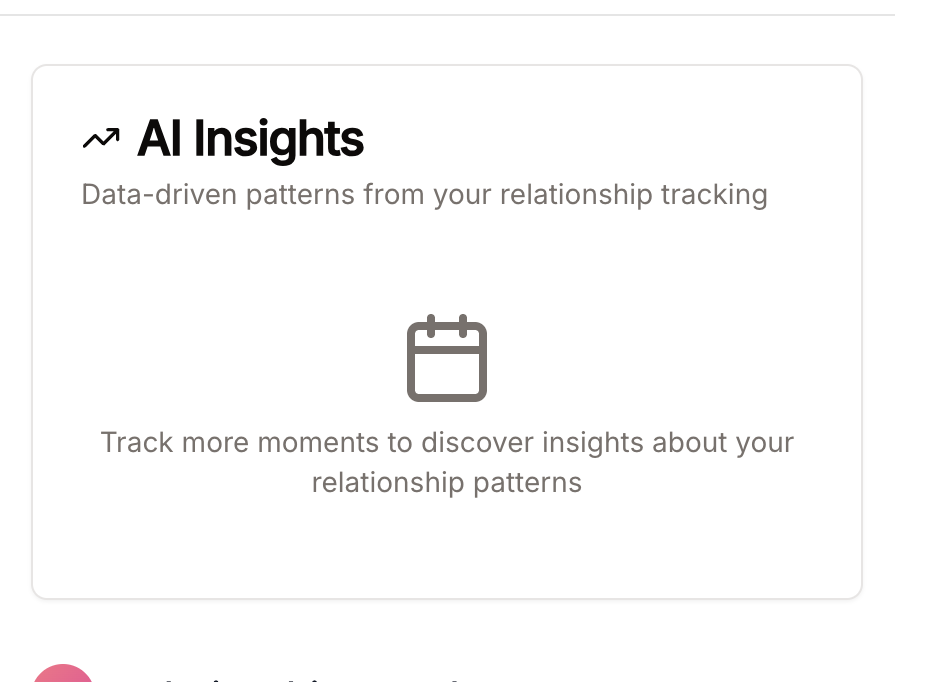 AI Insights
Data-driven patterns from your relationship tracking
Track more moments to discover insights about your
relationship patterns